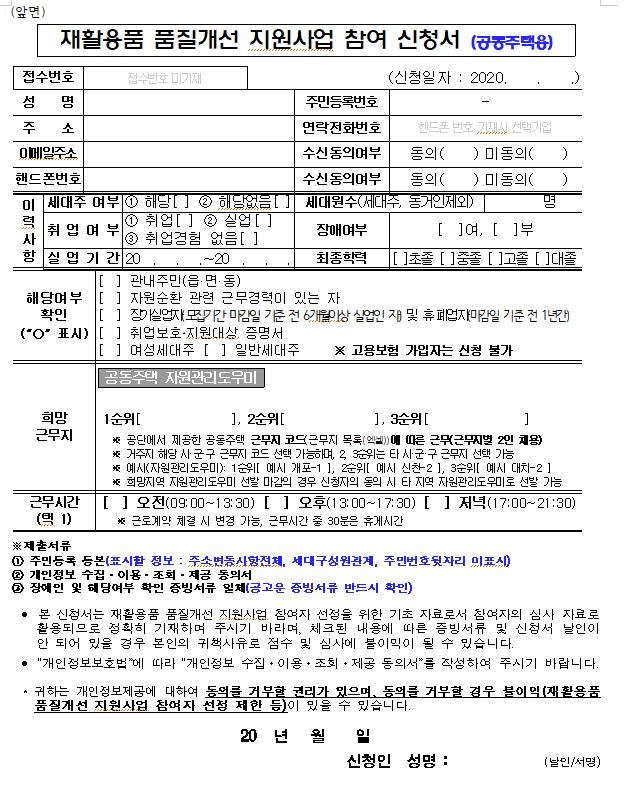 (앞면)
재활용품 품질개선 지원사업 참여 신청서 (공동주택용)
접수번호 접수번호 미기재 (신청일자 : 2020. . .)
성 명 주민등록번호 -
주 소 연락전화번호 핸드폰 번호 기재시 선택기입
이메일주소 수신동의여부 동의( ) 미동의( )
핸드폰번호 수신동의여부 동의( ) 미동의( )
이력사항 세대주 여부 ① 해당[ ] ② 해당없음[ ] 세대원수(세대주, 동거인제외) 명
취 업 여 부 ① 취업[ ] ② 실업[ ]
③ 취업경험 없음[ ] 장애여부 [ ]여, [ ]부
실 업 기 간 20 . . .~20 . . . 최종학력 [ ]초졸 [ ]중졸 [ ]고졸 [ ]대졸
해당여부
확인
("O" 표시)
[ ] 관내주민(읍·면·동)
[ ] 자원순환 관련 근무경력이 있는 자
[ ] 장기실업자(모집기간 마감일 기준 전 6개월이상 실업인 자) 및 휴폐업자(마감일 기준 전 1년간)
[ ] 취업보호·지원대상 증명서
[ ] 여성세대주 [ ] 일반세대주 ※ 고용보험 가입자는 신청 불가
희망
근무지
공동주택 자원관리도우미
1순위[ ], 2순위[ ], 3순위[ ]
※ 공단에서 제공한 공동주택 근무지 코드(근무지 목록(엑셀))에 따른 근무(근무지별 2인 채용)
※ 거주지 해당 시·군·구 근무지 코드 선택 가능하며, 2, 3순위는 타 시·군·구 근무지 선택 가능
※ 예시(자원관리도우미): 1순위[ 예시 개포-1 ], 2순위[ 예시 신천-2 ], 3순위[ 예시 대치-2 ]
※ 희망지역 자원관리도우미 선발 마감의 경우 신청자의 동의 시 타 지역 자원관리도우미로 선발 가능
근무시간
(택 1)
[ ] 오전(09:00~13:30) [ ] 오후(13:00~17:30) [ ] 저녁(17:00~21:30)
※ 근로계약 체결 시 변경 가능, 근무시간 중 30분은 휴게시간
※제출서류
① 주민등록 등본(표시할 정보 : 주소변동사항전체, 세대구성원관계, 주민번호뒷자리 미표시)
② 개인정보 수집·이용·조회·제공 동의서
③ 장애인 및 해당여부 확인 증빙서류 일체(공고문 증빙서류 반드시 확인)
● 본 신청서는 재활용품 품질개선 지원사업 참여자 선정을 위한 기초 자료로서 참여자의 심사 자료로
활용되므로 정확히 기재하며 주시기 바라며, 체크된 내용에 따른 증빙서류 및 신청서 날인이
안 되어 있을 경우 본인의 귀책사유로 점수 및 심사에 불이익이 될 수 있습니다.
● "개인정보보호법"에 따라 "개인정보 수집·이용·조회·제공 동의서"를 작성하여 주시기 바랍니다.
* 귀하는 개인정보제공에 대하여 동의를 거부할 권리가 있으며, 동의를 거부할 경우 불이익(재활용품
품질개선 지원사업 참여자 선정 제한 등)이 있을 수 있습니다.
20 년 월 일
신청인 성명 : (날인/서명)